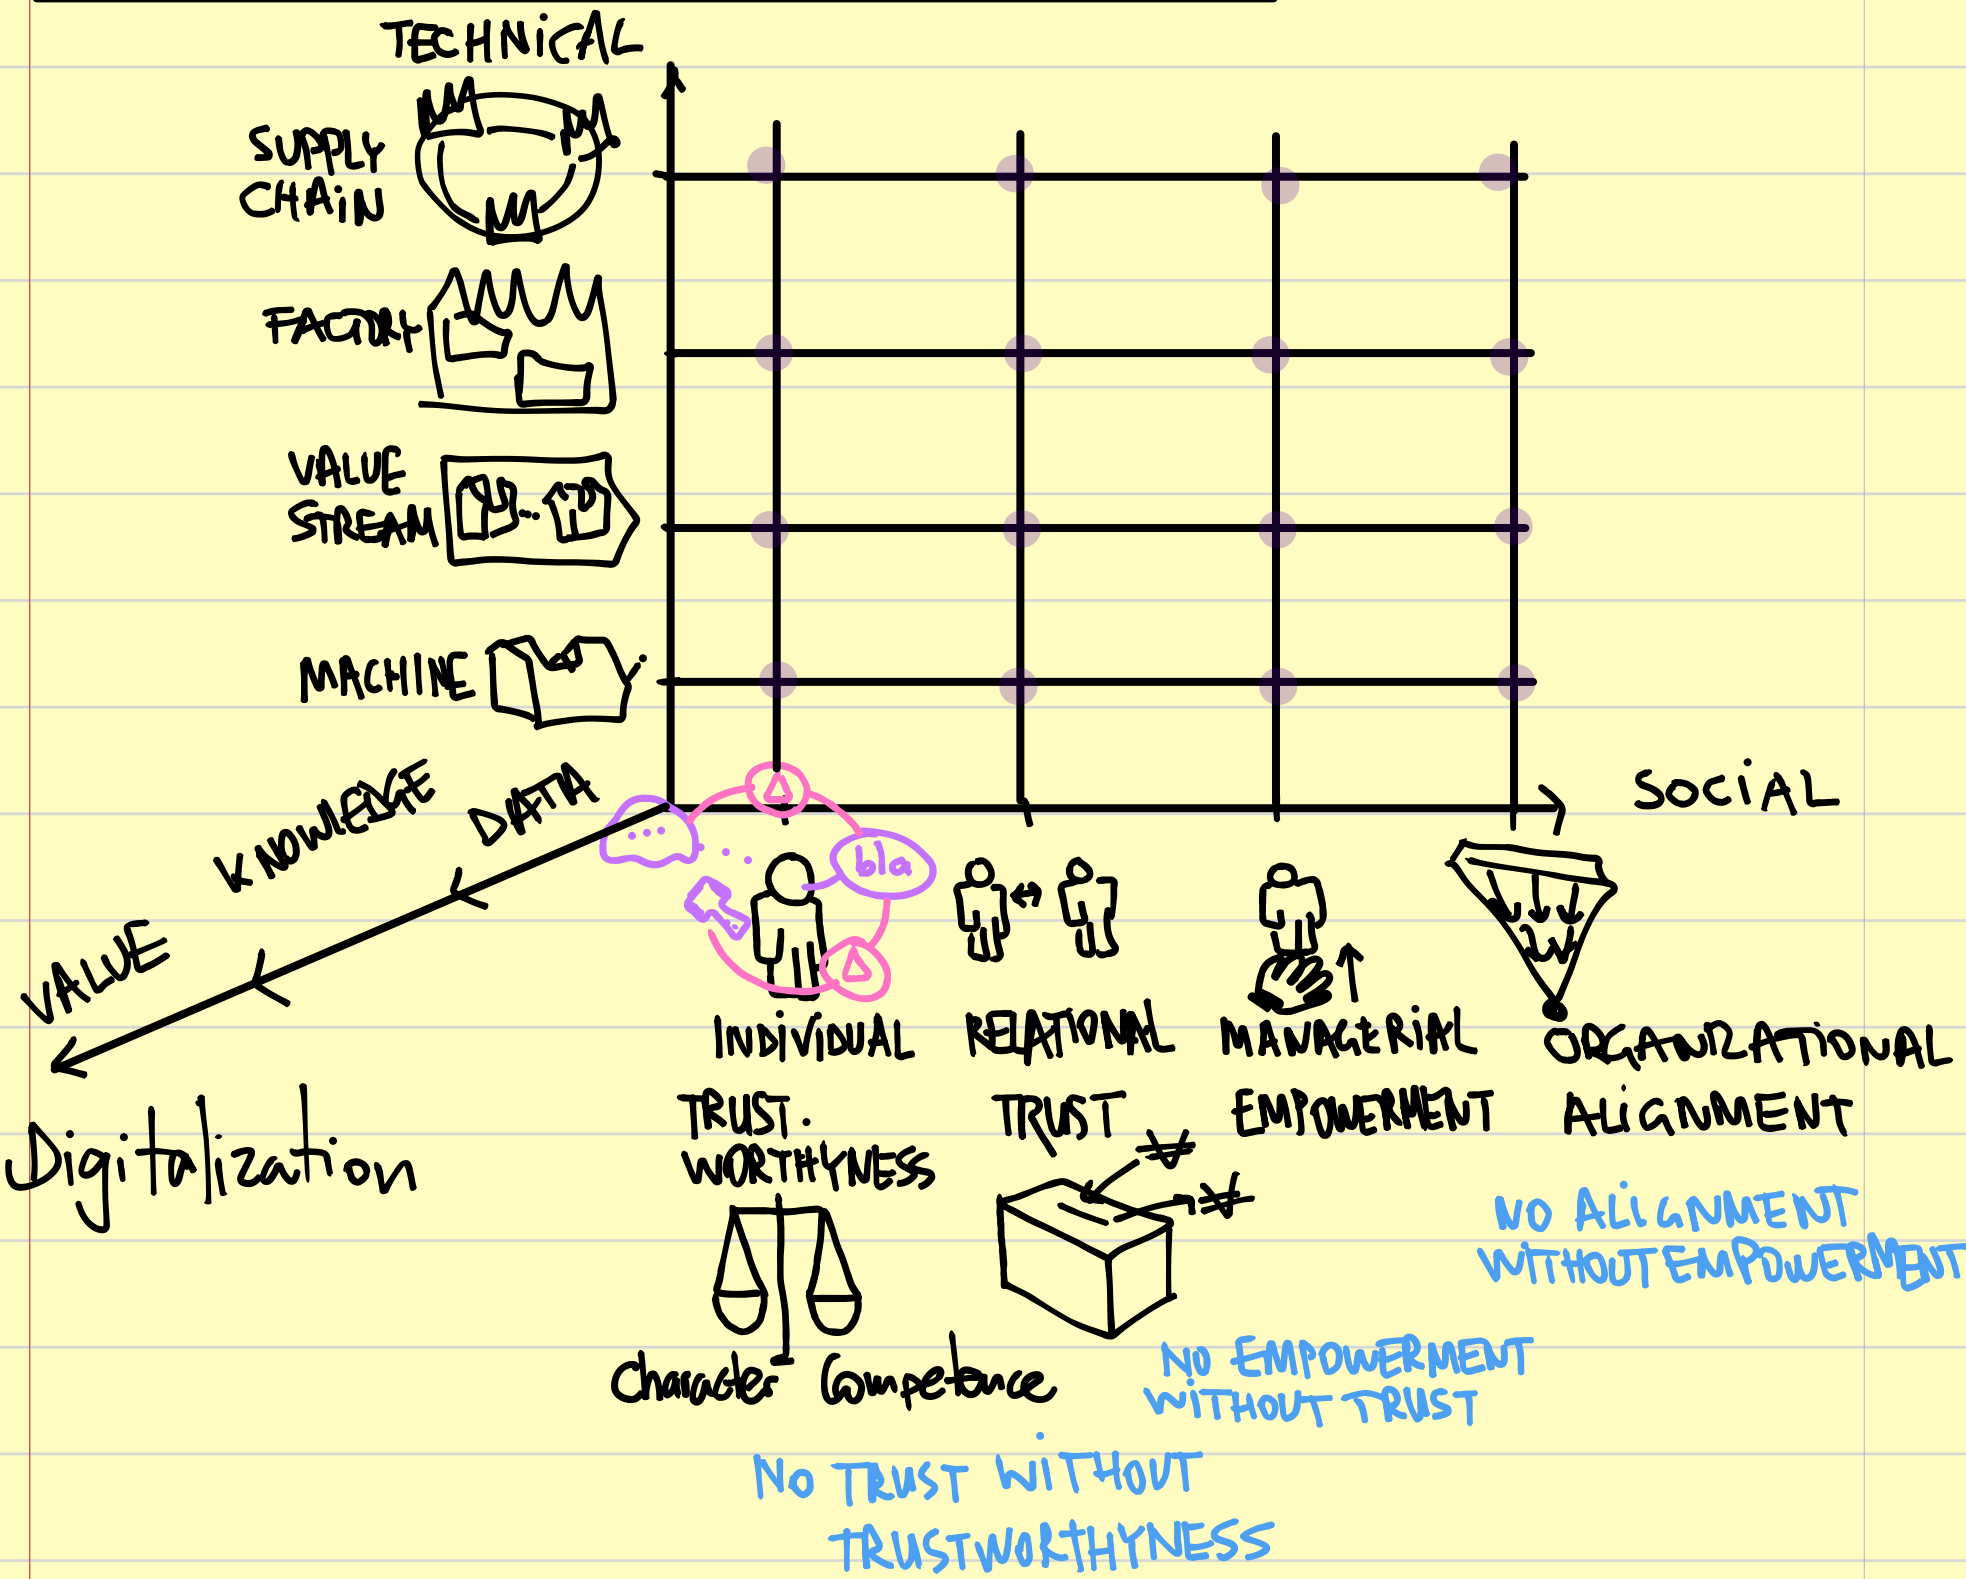 TECHNICAL
SUPPLY
CHAIN
FACTORY
VALUE
STREAM
MACHINE
KNOWLEDGE
DATA
VALUE
Digitalization
SOCIAL
bla
INDIVIDUAL
TRUST.
WORTHYNESS
RELATIONAL
TRUST
MANAGERIAL
EMPOWERMENT
ORGANIZATIONAL
ALIGNMENT
Character
Competence
NO ALIGNMENT
WITHOUT EMPOWERMENT
NO EMPOWERMENT
WITHOUT TRUST
NO TRUST WITHOUT
TRUSTWORTHYNESS